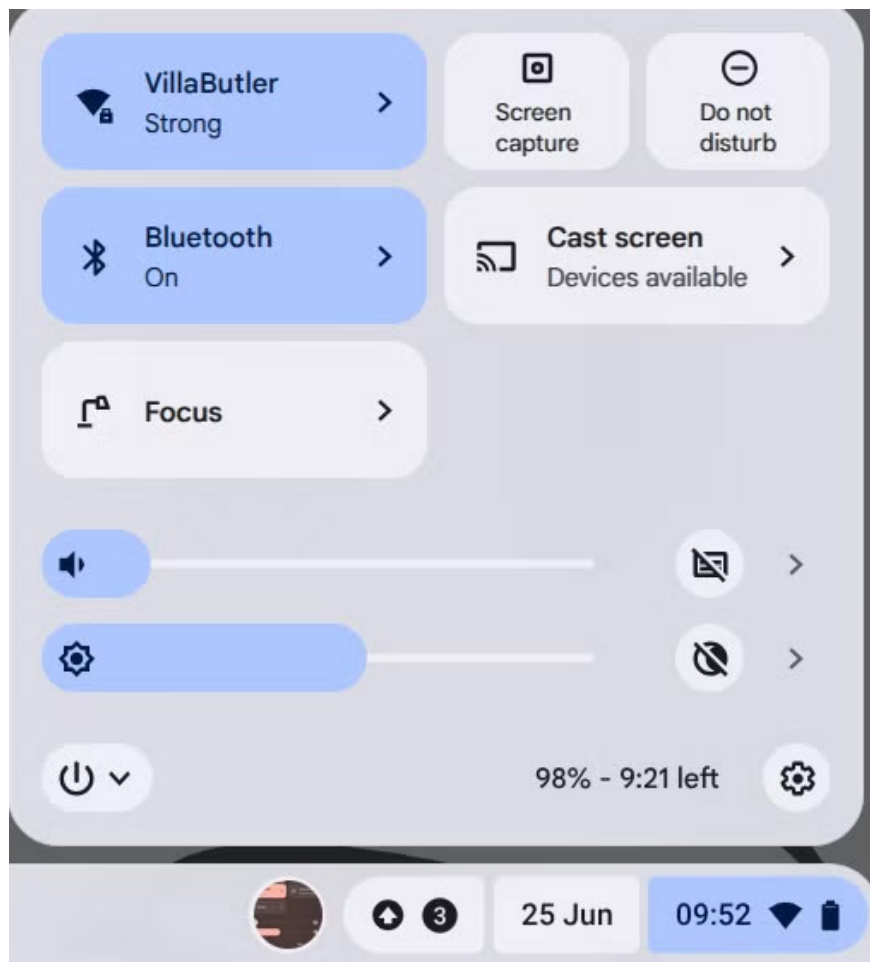 VillaButler
Strong
Screen
capture
Do not
disturb
Bluetooth
On
Cast screen
Devices available
Focus
98% - 9:21 left
3
25 Jun
09:52